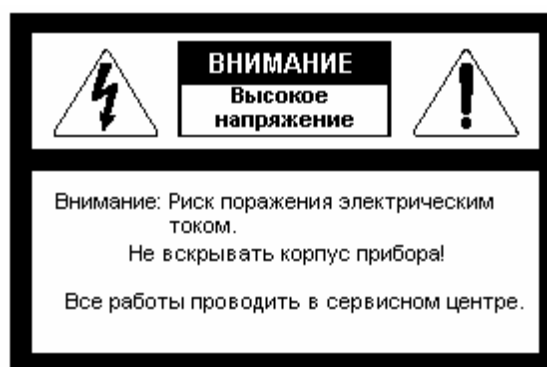 ВНИМАНИЕ
Высокое
напряжение
Внимание: Риск поражения электрическим
током.
Не вскрывать корпус прибора!
Все работы проводить в сервисном центре.